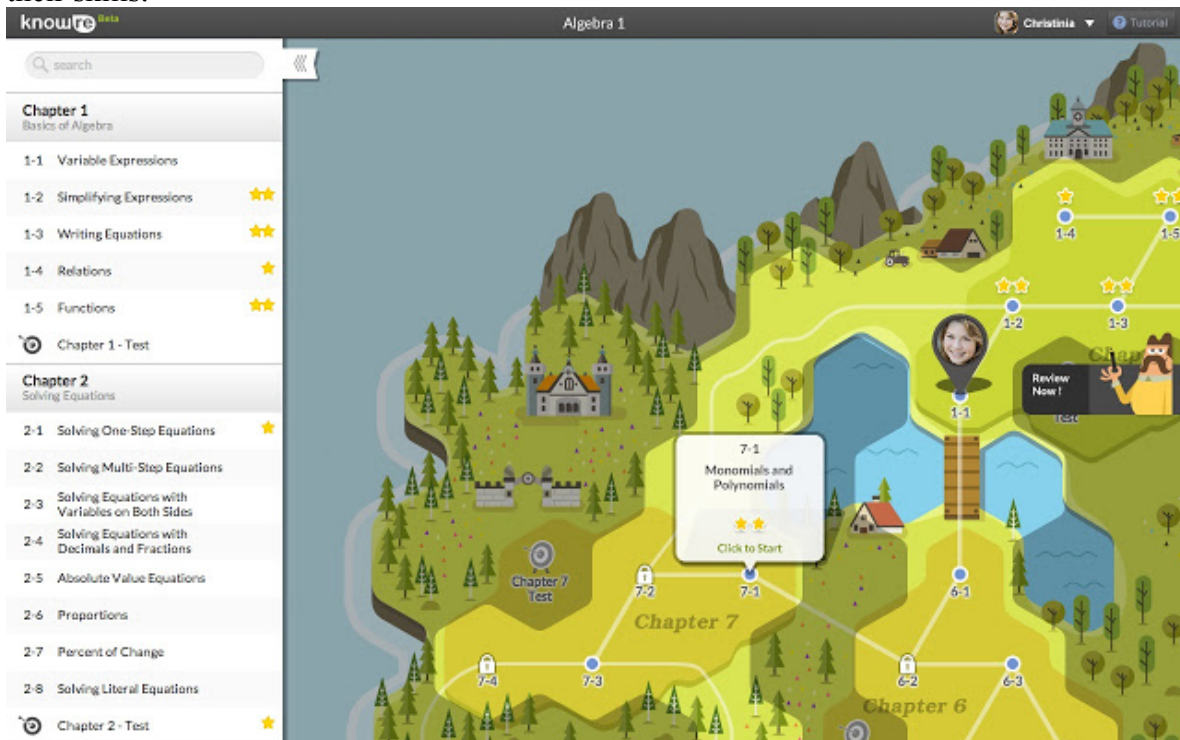 their skills.
knowre Beta
Algebra 1
Christinia
Tutorial
search
Chapter 1
Basics of Algebra
1-1 Variable Expressions
1-2 Simplifying Expressions
1-3 Writing Equations
1-4 Relations
1-5 Functions
Chapter 1 - Test
Chapter 2
Solving Equations
2-1 Solving One-Step Equations
2-2 Solving Multi-Step Equations
2-3 Solving Equations with
Variables on Both Sides
2-4 Solving Equations with
Decimals and Fractions
2-5 Absolute Value Equations
2-6 Proportions
2-7 Percent of Change
2-8 Solving Literal Equations
Chapter 2 - Test
1-4
1-5
1-2
1-3
Chap
Review
Now !
1-1
Test
7-1
Monomials and
Polynomials
Click to Start
Chapter 7
Test
7-2
7-1
6-1
Chapter 7
7-4
7-3
6-2
6-3
Chapter 6